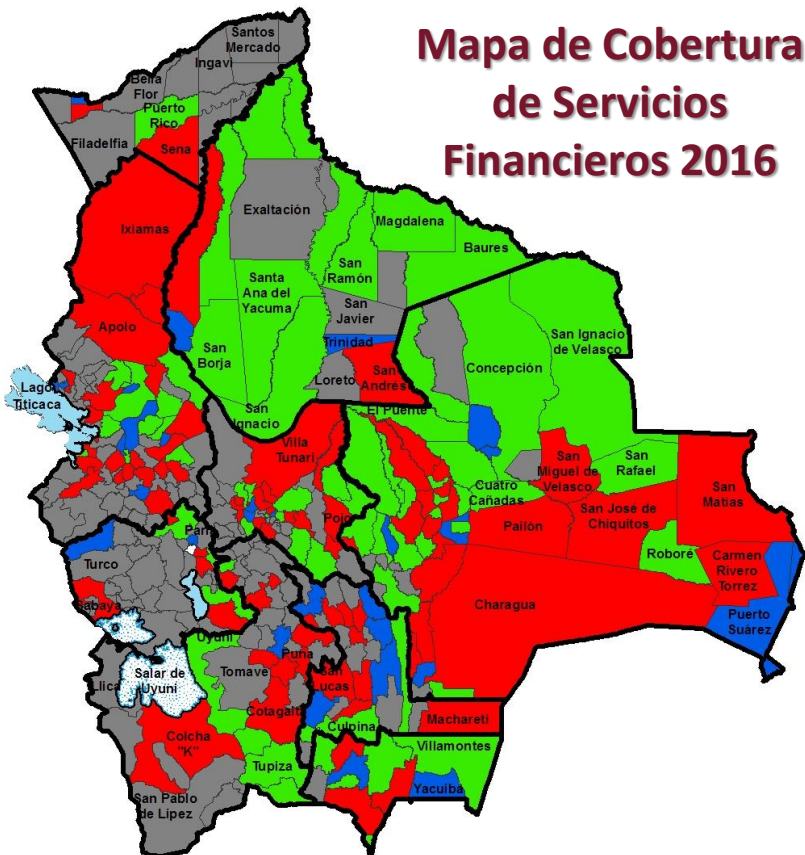 Mapa de Cobertura
de Servicios
Financieros 2016
Santos
Mercado
Ingavi
Bella
Flor
Puerto
Rico
Filadelfia
Sena
Ixiamas
Exaltación
Magdalena
Baures
San
Ramón
Santa
Ana del
Yacuma
Apolo
San
Javier
San Ignacio
de Velasco
San
Borja
Trinidad
Concepción
Loreto
San
Andrés
Lago
Titicaca
San
Ignacio
El Puente
Villa
Tunari
San
Miguel de
Velasco
San
Rafael
Cuatro
Cañadas
San
Matías
Pojo
Pailón
San José de
Chiquitos
Pari
Roboré
Carmen
Rivero
Torrez
Turco
Charagua
Sabaya
Puerto
Suárez
Uyuni
Puna
Salar de
Uyuni
Tomave
San
Lucas
Llica
Cotagaita
Machareti
Colcha
"K"
Culpina
Villamontes
Tupiza
Yacuiba
San Pablo
de Lipez